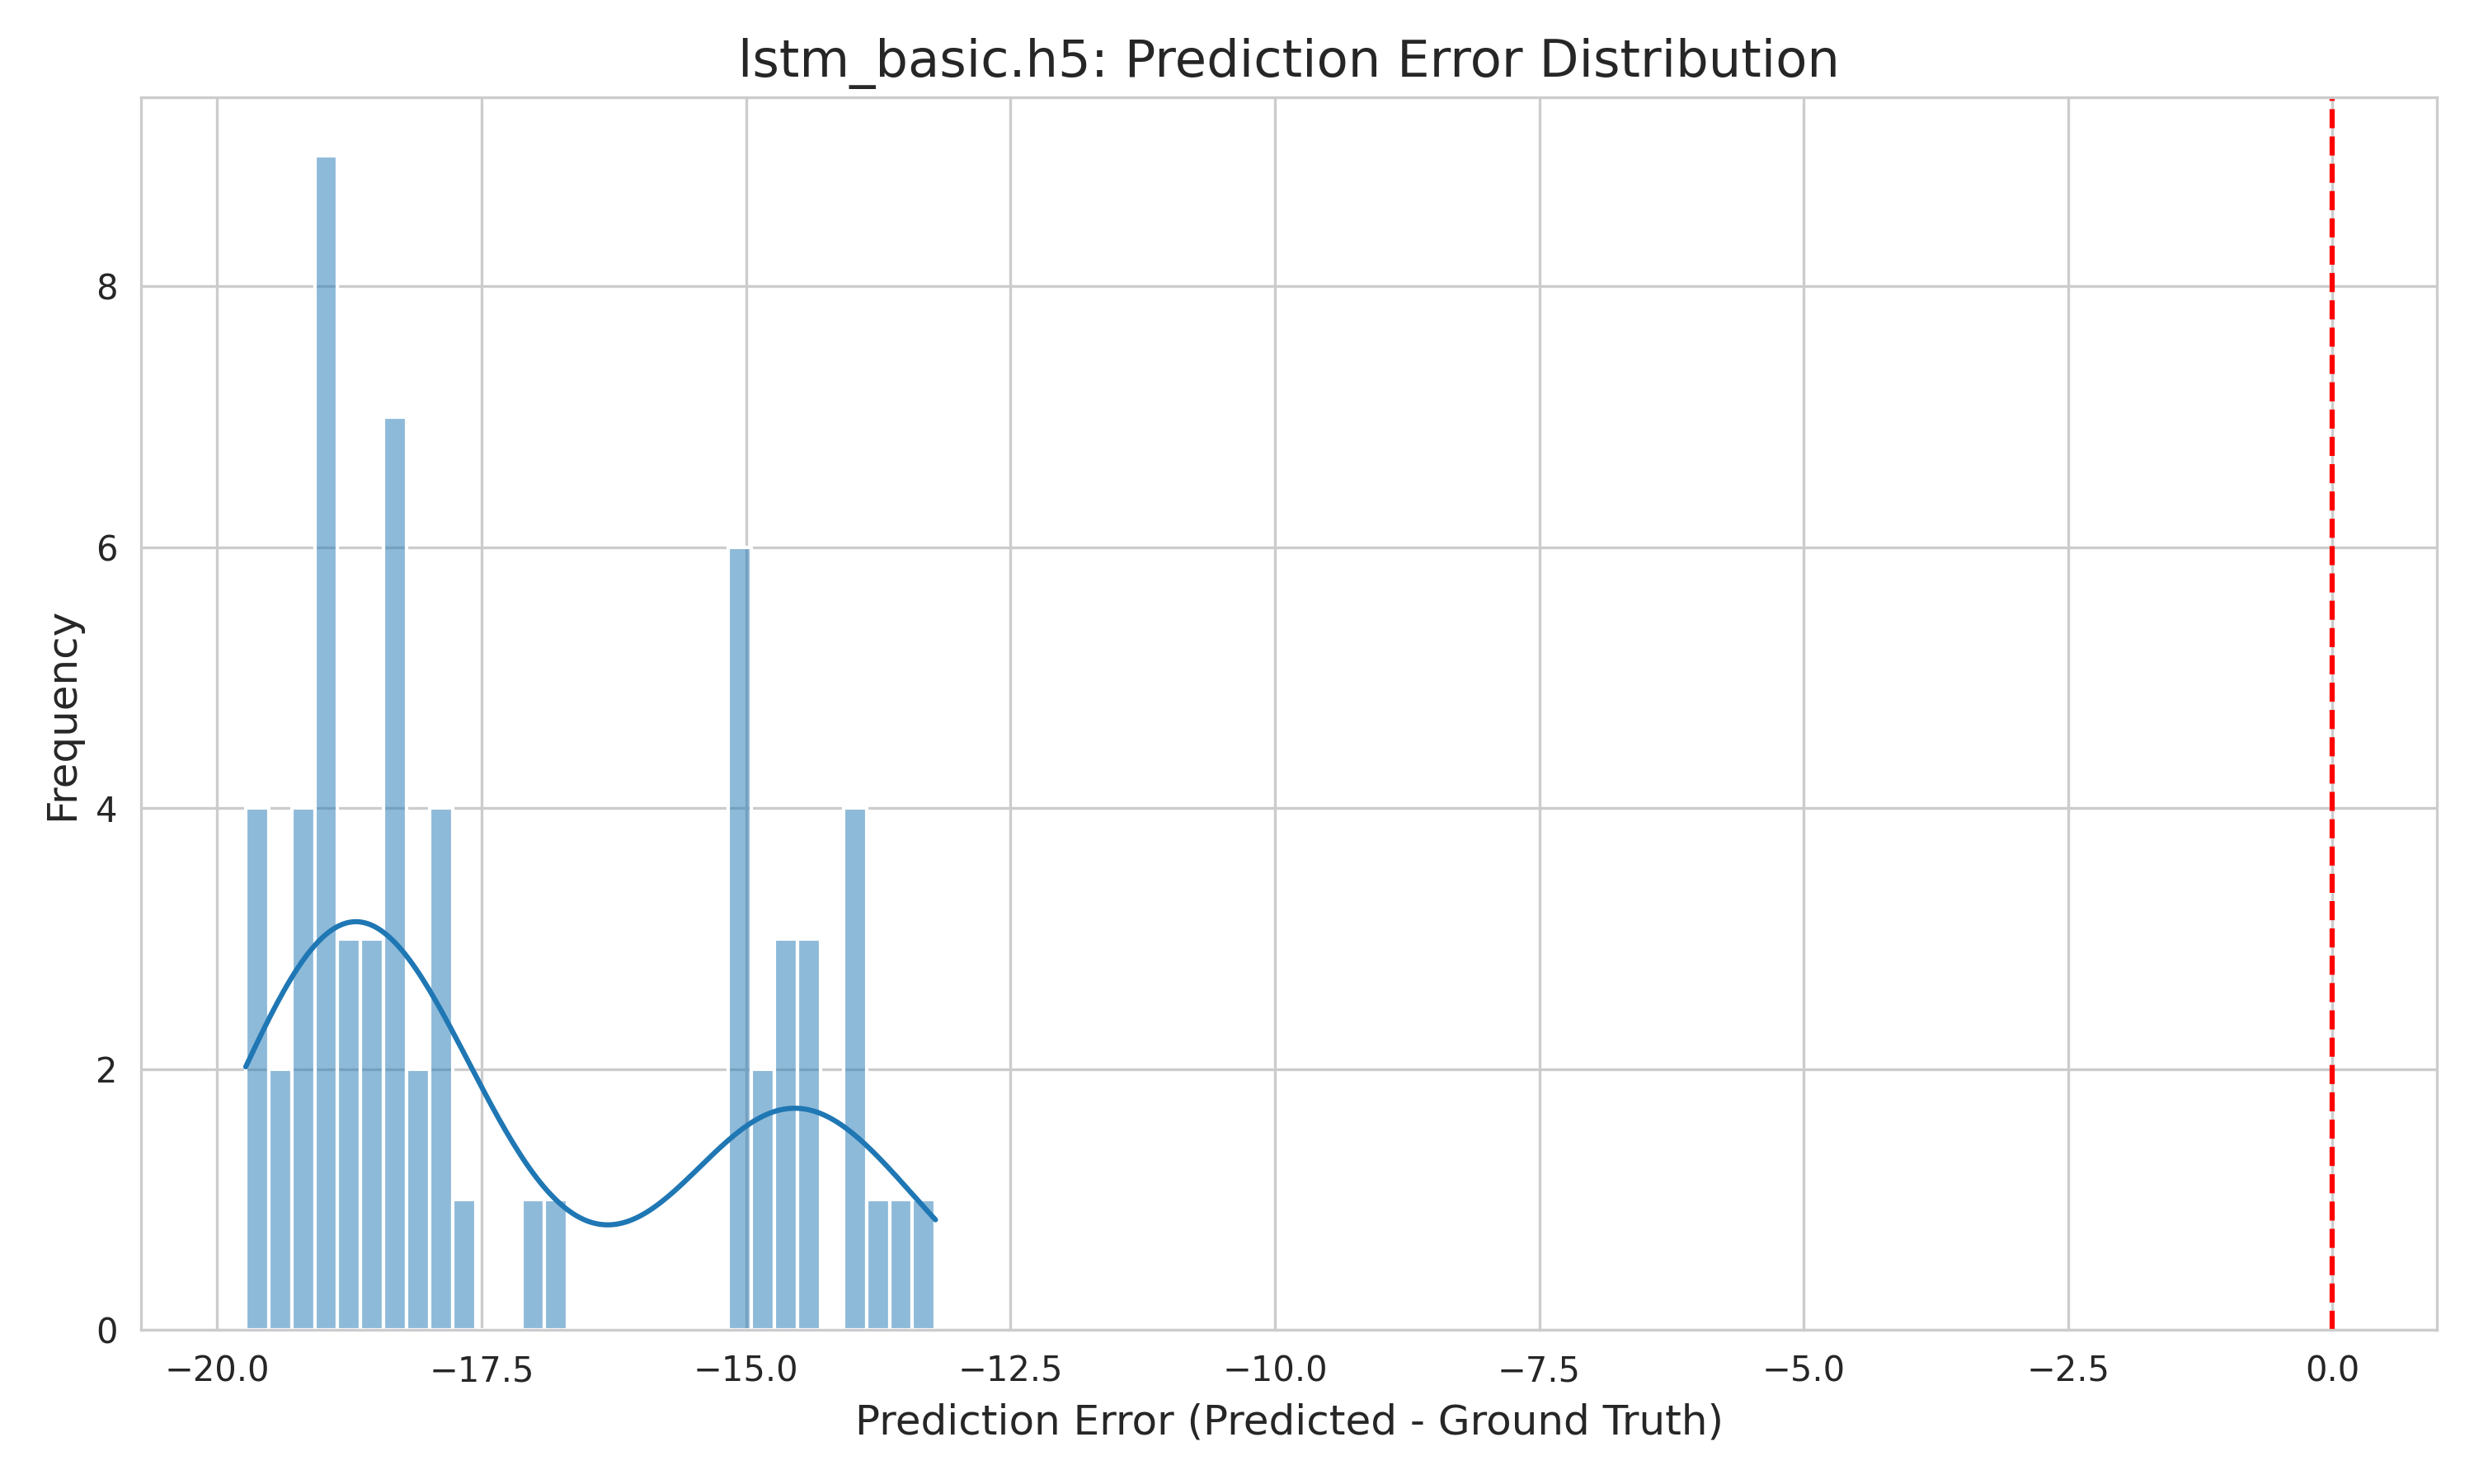 lstm_basic.h5: Prediction Error Distribution
Frequency
8
6
4
2
0
−20.0 −17.5 −15.0 −12.5 −10.0 −7.5 −5.0 −2.5 0.0
Prediction Error (Predicted - Ground Truth)